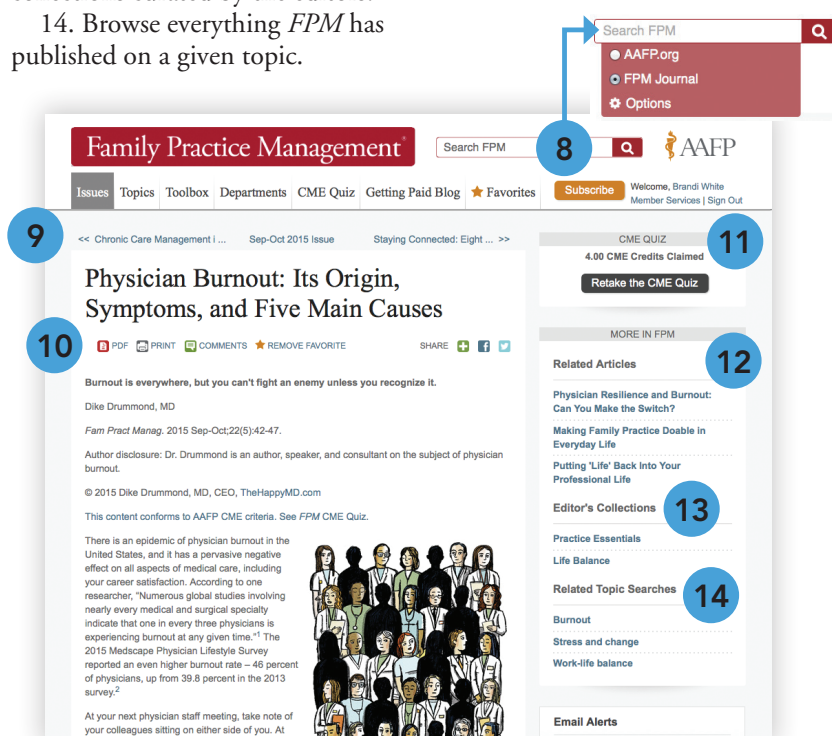 14. Browse everything FPM has
published on a given topic.
Search FPM
AAFP.org
FPM Journal
Options
8
Family Practice Management
Search FPM
AAFP
Issues Topics Toolbox Departments CME Quiz Getting Paid Blog Favorites
Subscribe
Welcome, Brandi White
Member Services | Sign Out
9
<< Chronic Care Management i ... Sep-Oct 2015 Issue Staying Connected: Eight ... >>
Physician Burnout: Its Origin,
Symptoms, and Five Main Causes
10
PDF PRINT COMMENTS REMOVE FAVORITE SHARE
Burnout is everywhere, but you can't fight an enemy unless you recognize it.
Dike Drummond, MD
Fam Pract Manag. 2015 Sep-Oct;22(5):42-47.
Author disclosure: Dr. Drummond is an author, speaker, and consultant on the subject of physician
burnout.
© 2015 Dike Drummond, MD, CEO, TheHappyMD.com
This content conforms to AAFP CME criteria. See FPM CME Quiz.
There is an epidemic of physician burnout in the
United States, and it has a pervasive negative
effect on all aspects of medical care, including
your career satisfaction. According to one
researcher, "Numerous global studies involving
nearly every medical and surgical specialty
indicate that one in every three physicians is
experiencing burnout at any given time."1 The
2015 Medscape Physician Lifestyle Survey
reported an even higher burnout rate – 46 percent
of physicians, up from 39.8 percent in the 2013
survey.2
At your next physician staff meeting, take note of
your colleagues sitting on either side of you. At
CME QUIZ
11
4.00 CME Credits Claimed
Retake the CME Quiz
MORE IN FPM
12
Related Articles
Physician Resilience and Burnout:
Can You Make the Switch?
Making Family Practice Doable in
Everyday Life
Putting 'Life' Back Into Your
Professional Life
Editor's Collections
13
Practice Essentials
Life Balance
Related Topic Searches
14
Burnout
Stress and change
Work-life balance
Email Alerts